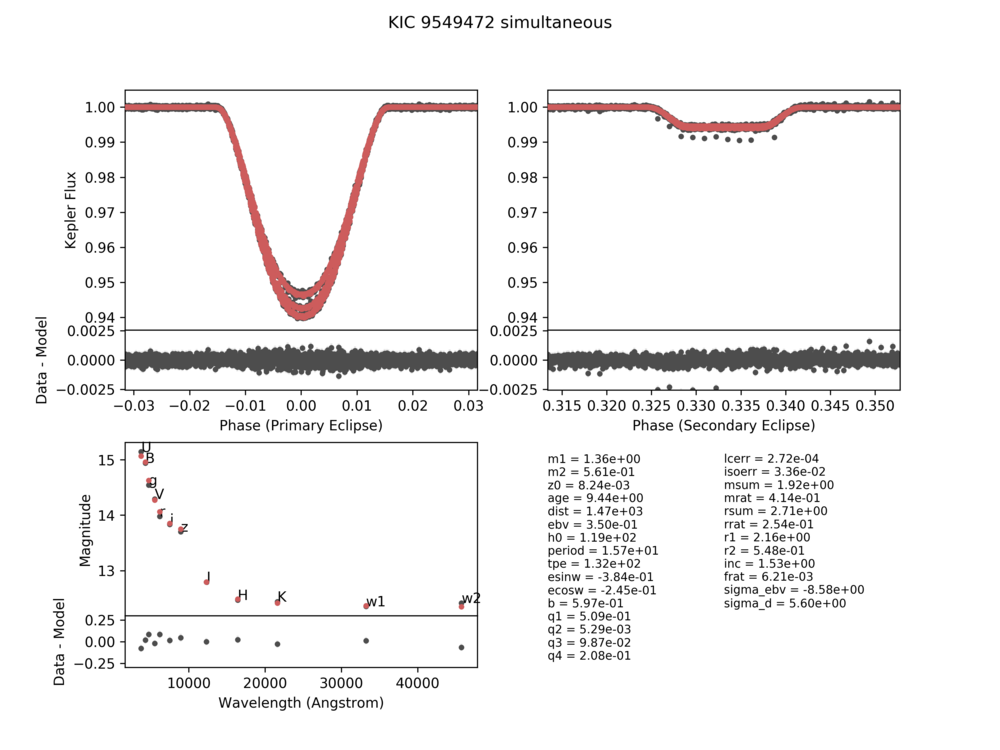 KIC 9549472 simultaneous
1.00
0.99
0.98
0.97
0.96
0.95
0.94
Kepler Flux
0.0025
0.0000
−0.0025
Data - Model
−0.03 −0.02 −0.01 0.00 0.01 0.02 0.03
Phase (Primary Eclipse)
1.00
0.99
0.98
0.97
0.96
0.95
0.94
0.0025
0.0000
−0.0025
0.315 0.320 0.325 0.330 0.335 0.340 0.345 0.350
Phase (Secondary Eclipse)
15
14
13
Magnitude
U
B
g
V
r
i
z
J
H
K
w1
w2
0.25
0.00
−0.25
Data - Model
10000 20000 30000 40000
Wavelength (Angstrom)
m1 = 1.36e+00
m2 = 5.61e-01
z0 = 8.24e-03
age = 9.44e+00
dist = 1.47e+03
ebv = 3.50e-01
h0 = 1.19e+02
period = 1.57e+01
tpe = 1.32e+02
esinw = -3.84e-01
ecosw = -2.45e-01
b = 5.97e-01
q1 = 5.09e-01
q2 = 5.29e-03
q3 = 9.87e-02
q4 = 2.08e-01
lcerr = 2.72e-04
isoerr = 3.36e-02
msum = 1.92e+00
mrat = 4.14e-01
rsum = 2.71e+00
rrat = 2.54e-01
r1 = 2.16e+00
r2 = 5.48e-01
inc = 1.53e+00
frat = 6.21e-03
sigma_ebv = -8.58e+00
sigma_d = 5.60e+00